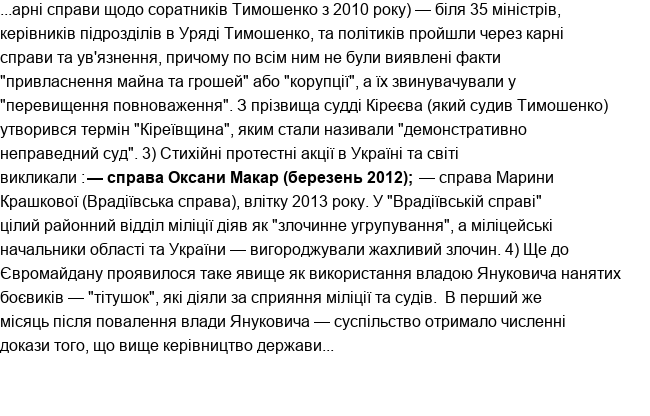 ...арні справи щодо соратників Тимошенко з 2010 року) — біля 35 міністрів,
керівників підрозділів в Уряді Тимошенко, та політиків пройшли через карні
справи та ув'язнення, причому по всім ним не були виявлені факти
"привласнення майна та грошей" або "корупції", а їх звинувачували у
"перевищення повноваження". З прізвища судді Кіреєва (який судив Тимошенко)
утворився термін "Кіреївщина", яким стали називали "демонстративно
неправедний суд". 3) Стихійні протестні акції в Україні та світі
викликали : — справа Оксани Макар (березень 2012); — справа Марини
Крашкової (Врадіївська справа), влітку 2013 року. У "Врадіївській справі"
цілий районний відділ міліції діяв як "злочинне угрупування", а міліцейські
начальники області та України — вигороджували жахливий злочин. 4) Ще до
Євромайдану проявилося таке явище як використання владою Януковича нанятих
боєвиків — "тітушок", які діяли за сприяння міліції та судів.  В перший же
місяць після повалення влади Януковича — суспільство отримало численні
докази того, що вище керівництво держави...